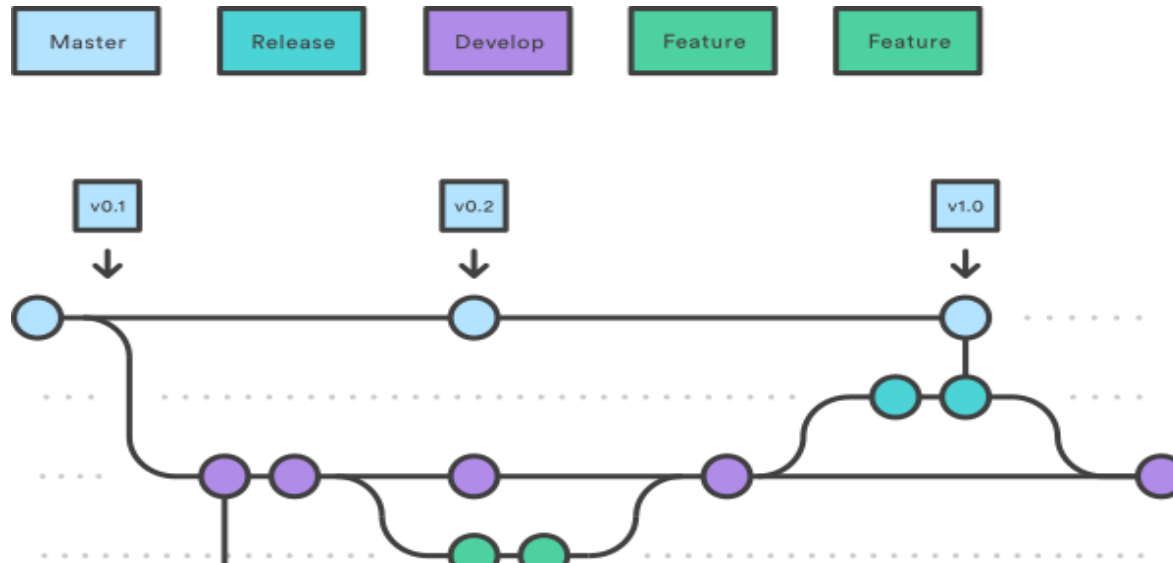 Master
Release
Develop
Feature
Feature
v0.1
v0.2
v1.0